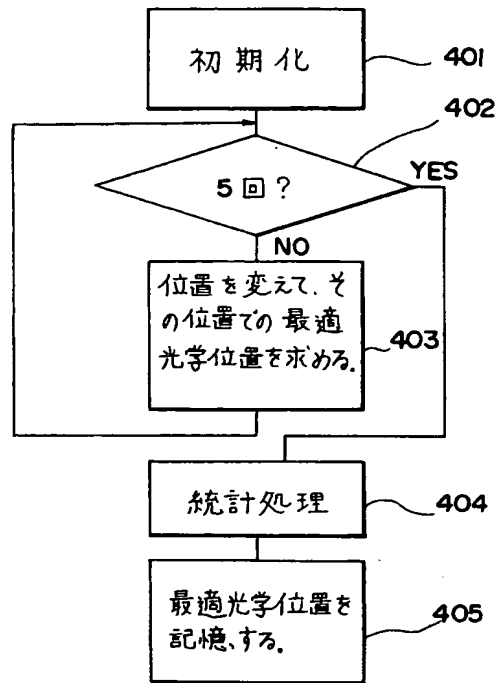 初期化
401
402
5回?
YES
NO
位置を変えて、そ
の位置での最適
光学位置を求める。
403
統計処理
404
最適光学位置を
記憶する。
405